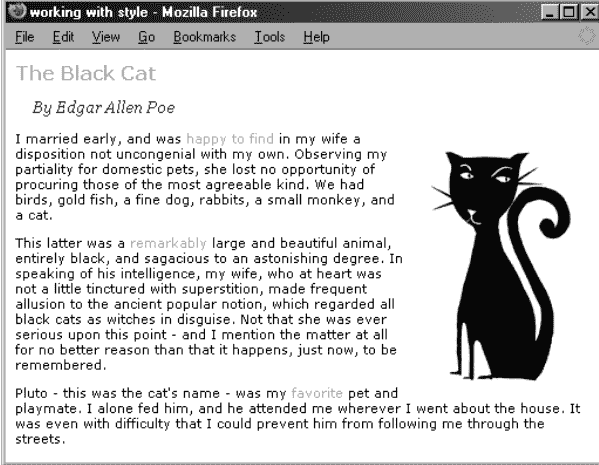 working with style - Mozilla Firefox
File Edit View Go Bookmarks Tools Help
The Black Cat
By Edgar Allen Poe
I married early, and was happy to find in my wife a
disposition not uncongenial with my own. Observing my
partiality for domestic pets, she lost no opportunity of
procuring those of the most agreeable kind. We had
birds, gold fish, a fine dog, rabbits, a small monkey, and
a cat.
This latter was a remarkably large and beautiful animal,
entirely black, and sagacious to an astonishing degree. In
speaking of his intelligence, my wife, who at heart was
not a little tinctured with superstition, made frequent
allusion to the ancient popular notion, which regarded all
black cats as witches in disguise. Not that she was ever
serious upon this point - and I mention the matter at all
for no better reason than that it happens, just now, to be
remembered.
Pluto - this was the cat's name - was my favorite pet and
playmate. I alone fed him, and he attended me wherever I went about the house. It
was even with difficulty that I could prevent him from following me through the
streets.